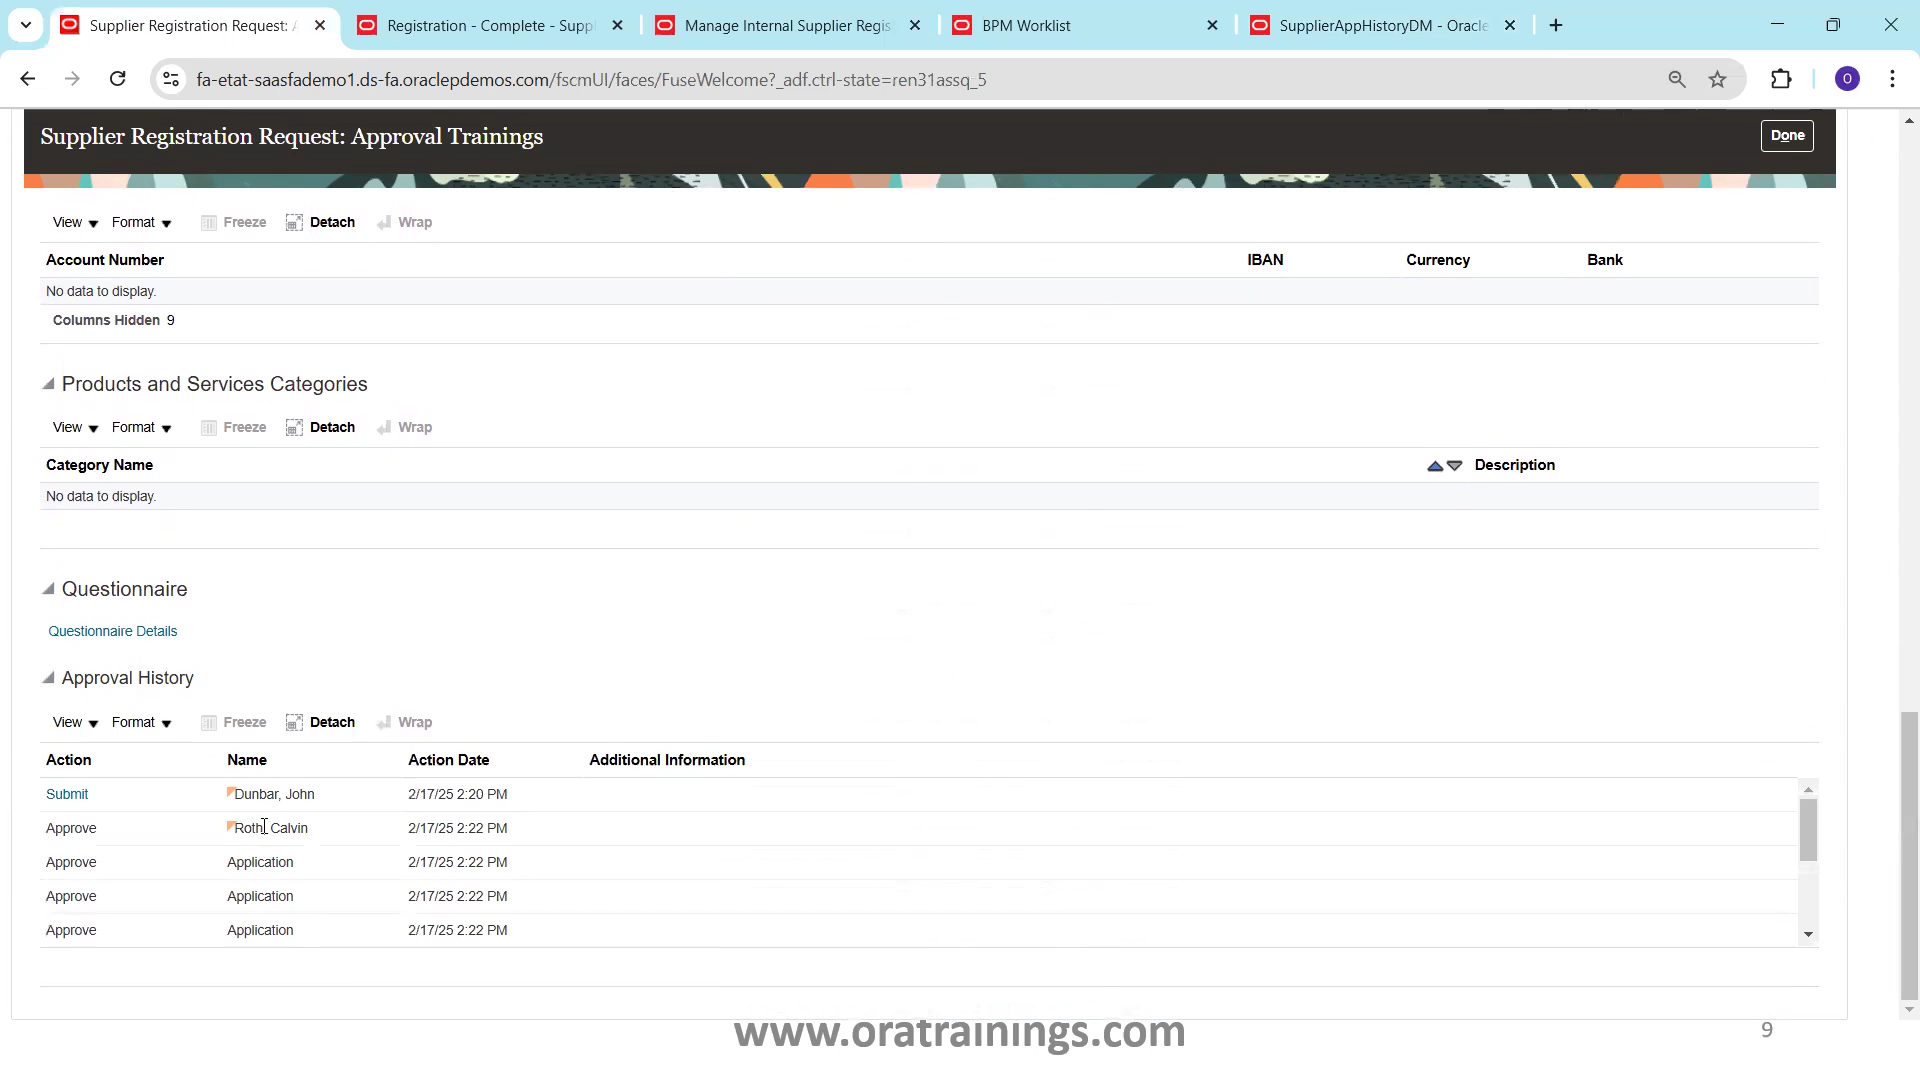 Supplier Registration Request: A
Registration - Complete - Suppl
Manage Internal Supplier Regis
BPM Worklist
SupplierAppHistoryDM - Oracle
fa-etat-saasfademo1.ds-fa.oraclepdemos.com/fscmUI/faces/FuseWelcome?_adf.ctrl-state=ren31assq_5
O
Supplier Registration Request: Approval Trainings
Done
View Format Freeze Detach Wrap
Account Number IBAN Currency Bank
No data to display.
Columns Hidden 9
Products and Services Categories
View Format Freeze Detach Wrap
Category Name Description
No data to display.
Questionnaire
Questionnaire Details
Approval History
View Format Freeze Detach Wrap
Action Name Action Date Additional Information
Submit Dunbar, John 2/17/25 2:20 PM
Approve Roth, Calvin 2/17/25 2:22 PM
Approve Application 2/17/25 2:22 PM
Approve Application 2/17/25 2:22 PM
Approve Application 2/17/25 2:22 PM
www.oratrainings.com
9